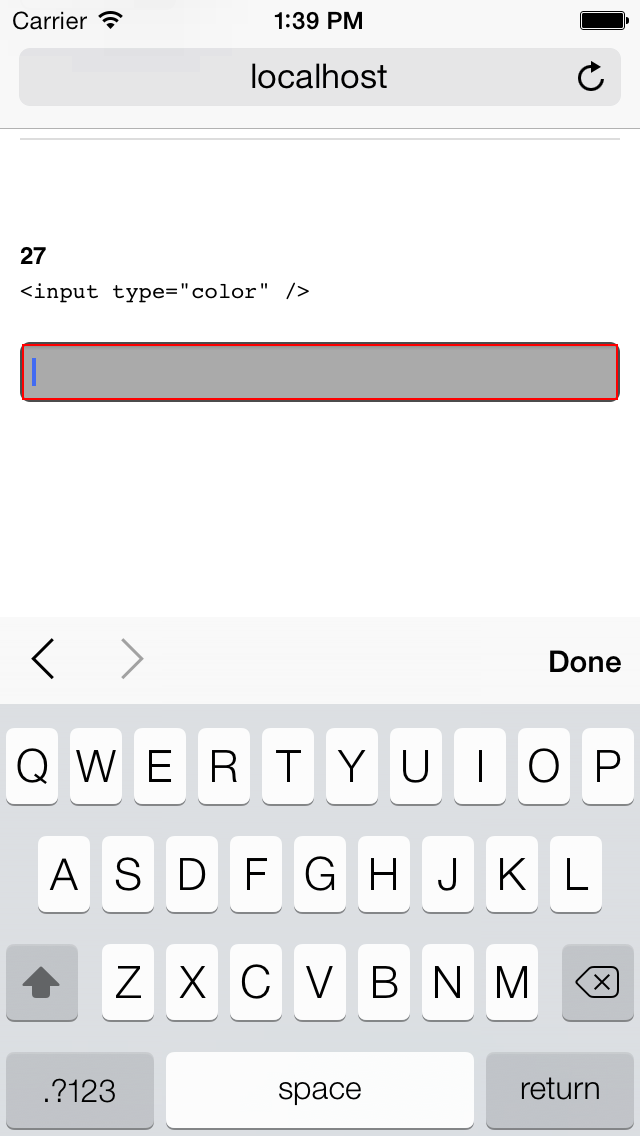 Carrier 1:39 PM
localhost
27
<input type="color" />
Done
Q W E R T Y U I O P
A S D F G H J K L
Z X C V B N M
.?123 space return